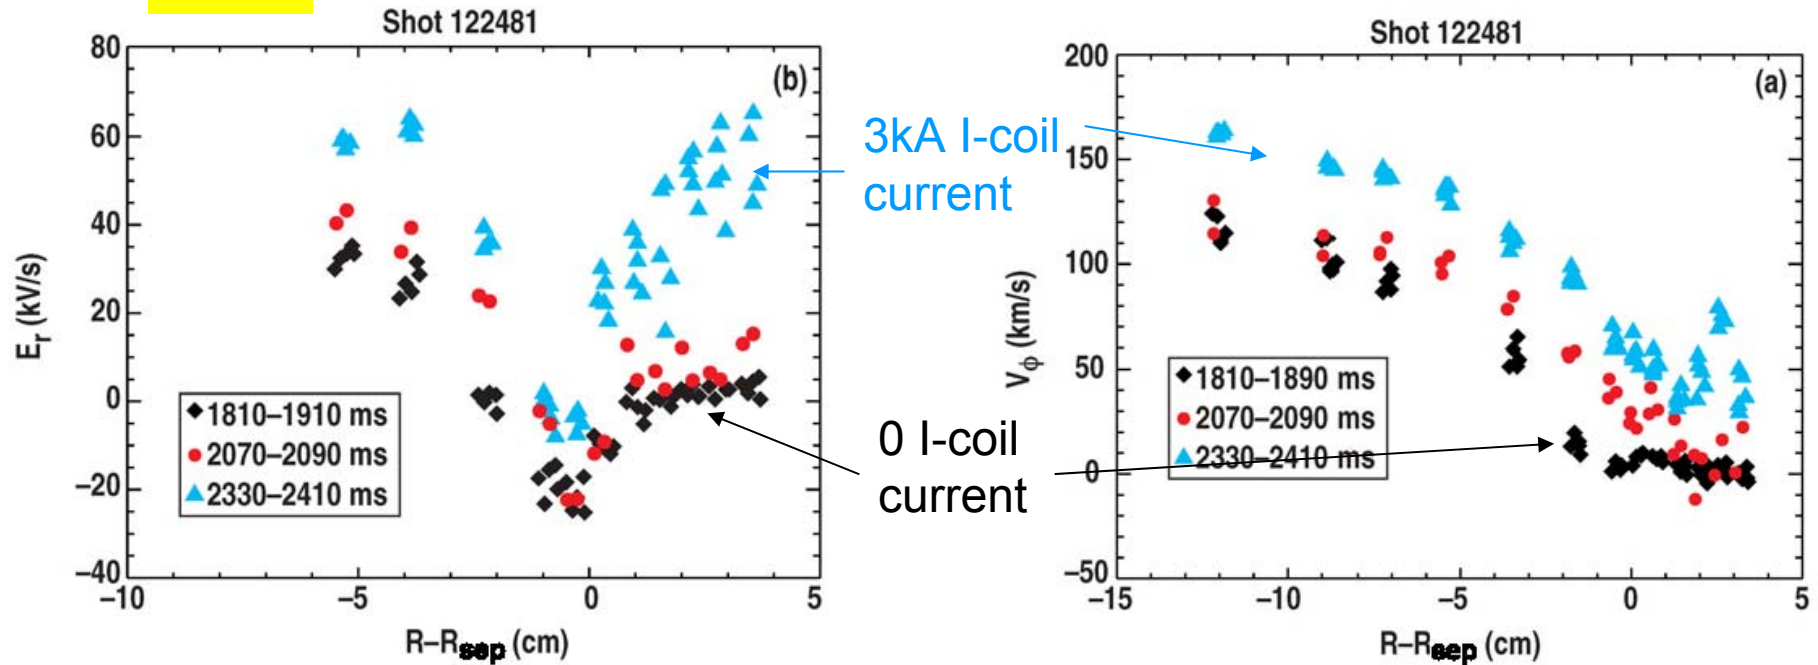 Shot 122481
(b)
80
60
40
20
0
−20
−40
−10
−5
0
5
E_r (kV/s)
R−R_sep (cm)
1810−1910 ms
2070−2090 ms
2330−2410 ms
3kA I-coil
current
0 I-coil
current
Shot 122481
(a)
200
150
100
50
0
−50
−15
−10
−5
0
5
V_ϕ (km/s)
R−R_sep (cm)
1810−1890 ms
2070−2090 ms
2330−2410 ms